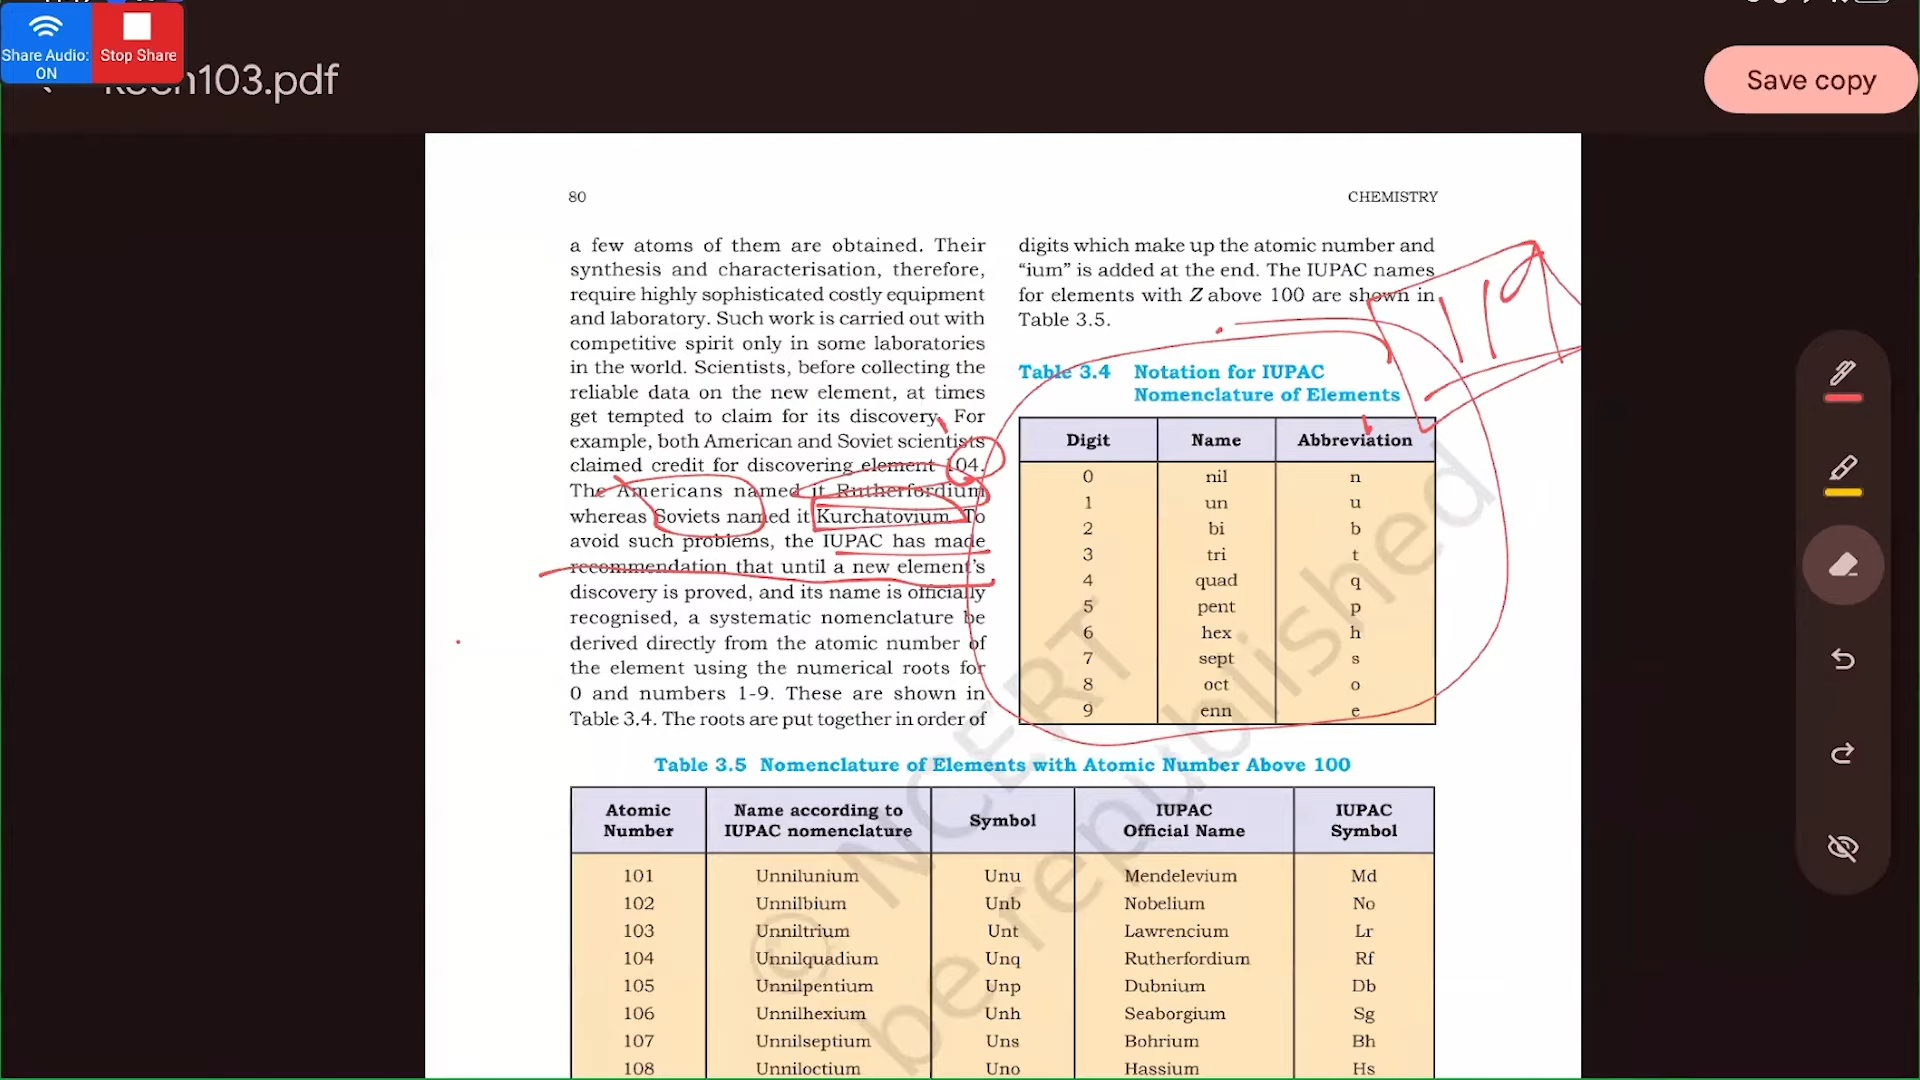 Share Audio: ON
Stop Share
103.pdf
Save copy
80
CHEMISTRY
a few atoms of them are obtained. Their
synthesis and characterisation, therefore,
require highly sophisticated costly equipment
and laboratory. Such work is carried out with
competitive spirit only in some laboratories
in the world. Scientists, before collecting the
reliable data on the new element, at times
get tempted to claim for its discovery. For
example, both American and Soviet scientists
claimed credit for discovering element 104.
The Americans named it Rutherfordium
whereas Soviets named it Kurchatovium. To
avoid such problems, the IUPAC has made
recommendation that until a new element's
discovery is proved, and its name is officially
recognised, a systematic nomenclature be
derived directly from the atomic number of
the element using the numerical roots for
0 and numbers 1-9. These are shown in
Table 3.4. The roots are put together in order of
digits which make up the atomic number and
“ium” is added at the end. The IUPAC names
for elements with Z above 100 are shown in
Table 3.5.
119
Table 3.4 Notation for IUPAC
Nomenclature of Elements
Digit Name Abbreviation
0 nil n
1 un u
2 bi b
3 tri t
4 quad q
5 pent p
6 hex h
7 sept s
8 oct o
9 enn e
Table 3.5 Nomenclature of Elements with Atomic Number Above 100
Atomic Number Name according to IUPAC nomenclature Symbol IUPAC Official Name IUPAC Symbol
101 Unnilunium Unu Mendelevium Md
102 Unnilbium Unb Nobelium No
103 Unniltrium Unt Lawrencium Lr
104 Unnilquadium Unq Rutherfordium Rf
105 Unnilpentium Unp Dubnium Db
106 Unnilhexium Unh Seaborgium Sg
107 Unnilseptium Uns Bohrium Bh
108 Unniloctium Uno Hassium Hs
© NCERT
be republished